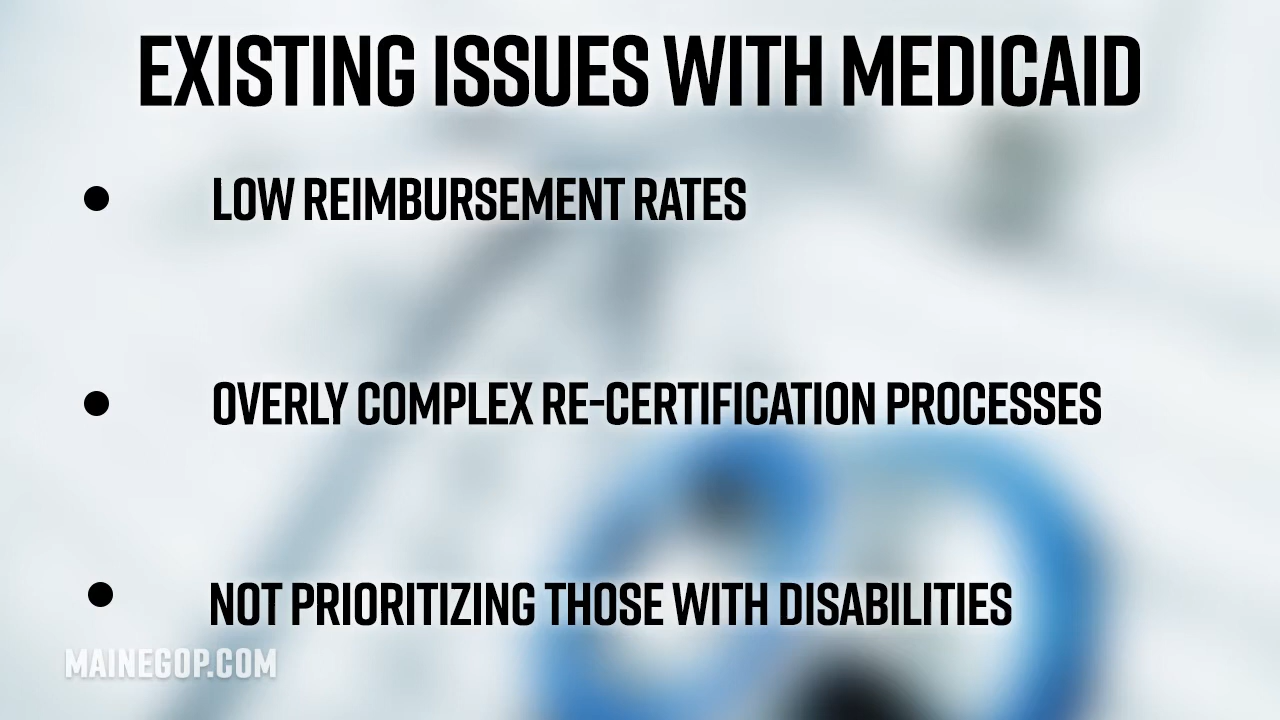 EXISTING ISSUES WITH MEDICAID
• LOW REIMBURSEMENT RATES
• OVERLY COMPLEX RE-CERTIFICATION PROCESSES
• NOT PRIORITIZING THOSE WITH DISABILITIES
MAINEGOP.COM